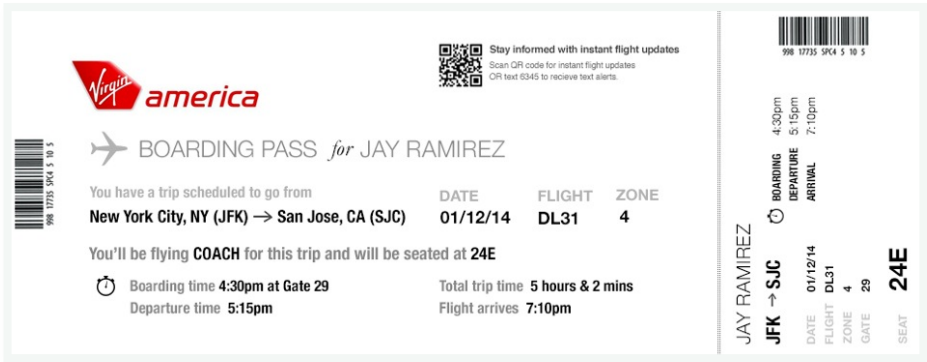 Stay informed with instant flight updates
Scan QR code for instant flight updates
OR text 6345 to recieve text alerts.
Virgin america
BOARDING PASS for JAY RAMIREZ
You have a trip scheduled to go from
New York City, NY (JFK) → San Jose, CA (SJC)
DATE FLIGHT ZONE
01/12/14 DL31 4
You'll be flying COACH for this trip and will be seated at 24E
Boarding time 4:30pm at Gate 29
Departure time 5:15pm
Total trip time 5 hours & 2 mins
Flight arrives 7:10pm
998 17735 SPC4 5 10 5
998 17735 SPC4 5 10 5
JAY RAMIREZ
JFK → SJC
BOARDING 4:30pm
DEPARTURE 5:15pm
ARRIVAL 7:10pm
DATE 01/12/14
FLIGHT DL31
ZONE 4
GATE 29
SEAT 24E